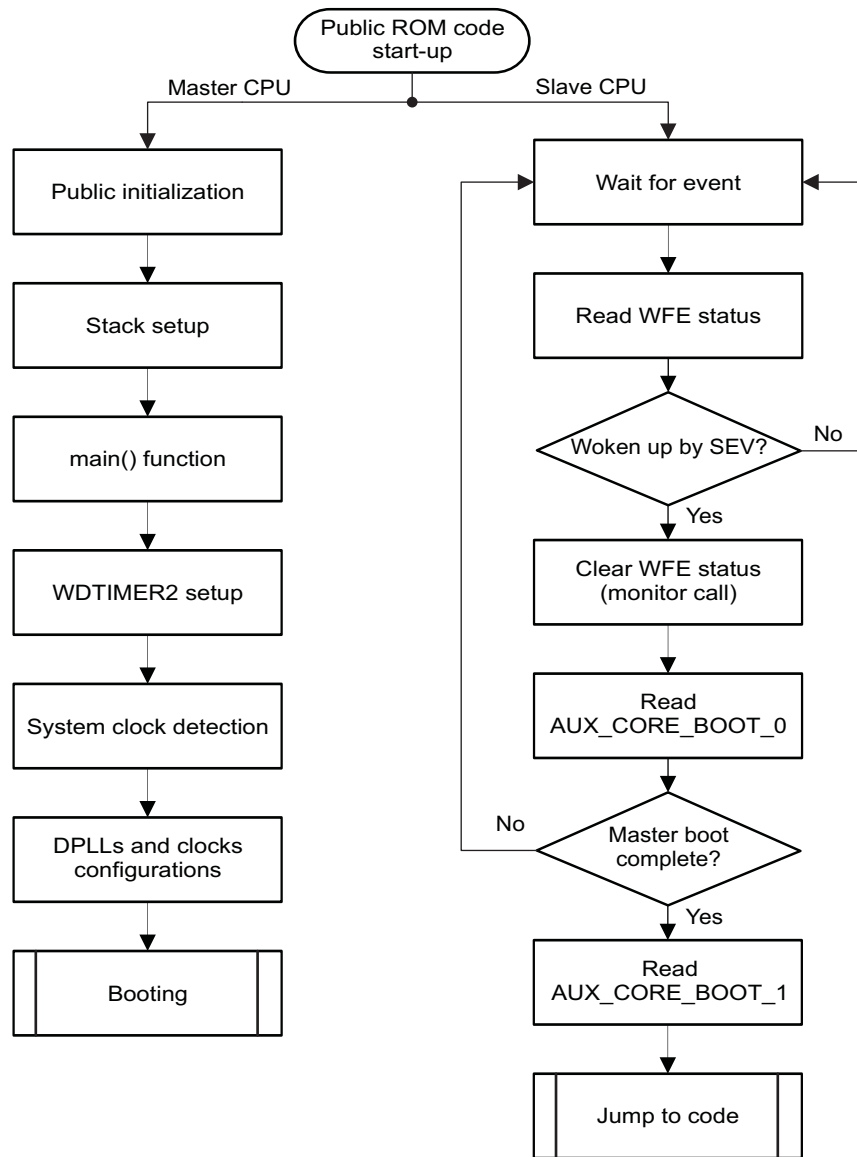 Public ROM code
start-up
Master CPU
Slave CPU
Public initialization
Stack setup
main() function
WDTIMER2 setup
System clock detection
DPLLs and clocks
configurations
Booting
Wait for event
Read WFE status
Woken up by SEV?
No
Yes
Clear WFE status
(monitor call)
Read
AUX_CORE_BOOT_0
No
Master boot
complete?
Yes
Read
AUX_CORE_BOOT_1
Jump to code